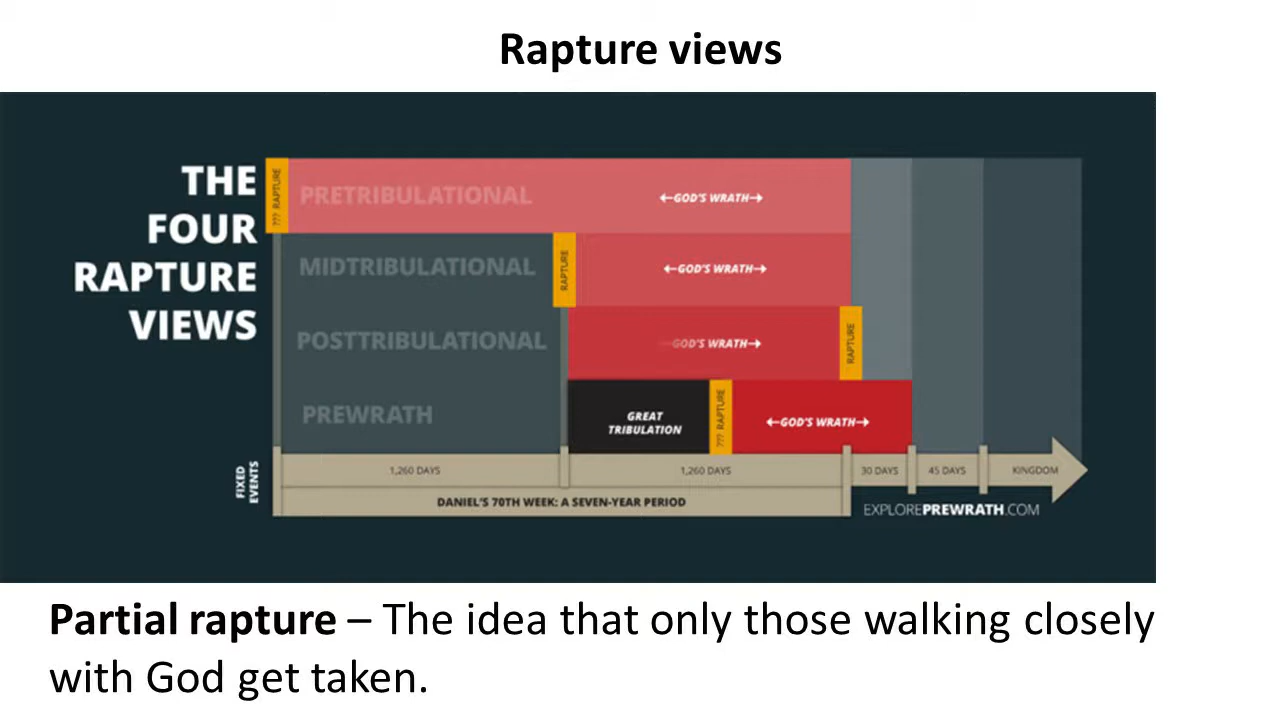 Rapture views
THE
FOUR
RAPTURE
VIEWS
??? RAPTURE
PRETRIBULATIONAL
←GOD'S WRATH→
MIDTRIBULATIONAL
RAPTURE
←GOD'S WRATH→
POSTTRIBULATIONAL
GOD'S WRATH→
RAPTURE
PREWRATH
GREAT
TRIBULATION
??? RAPTURE
←GOD'S WRATH→
FIXED
EVENTS
1,260 DAYS
1,260 DAYS
30 DAYS
45 DAYS
KINGDOM
DANIEL'S 70TH WEEK: A SEVEN-YEAR PERIOD
EXPLOREPREWRATH.COM
Partial rapture – The idea that only those walking closely
with God get taken.